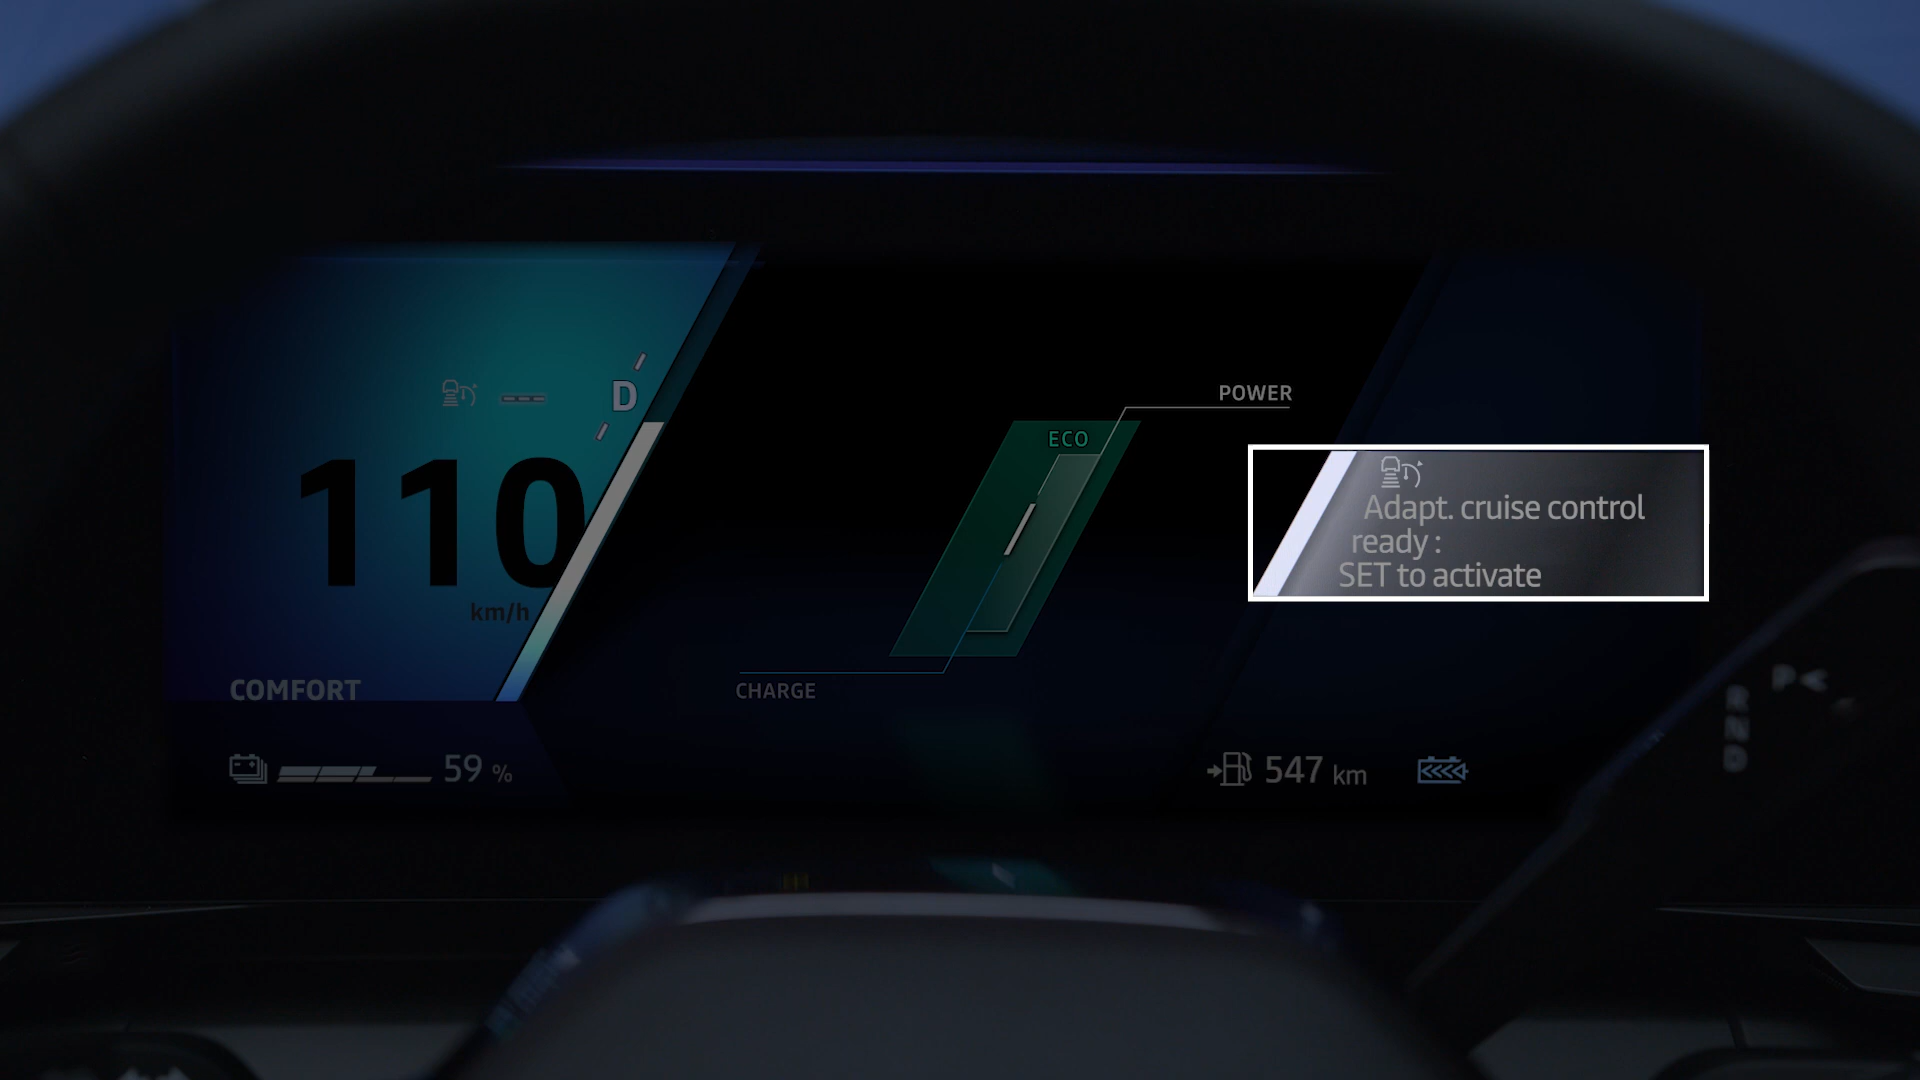 POWER
D
ECO
110
km/h
Adapt. cruise control
ready :
SET to activate
COMFORT
CHARGE
P
R
N
D
59 %
547 km